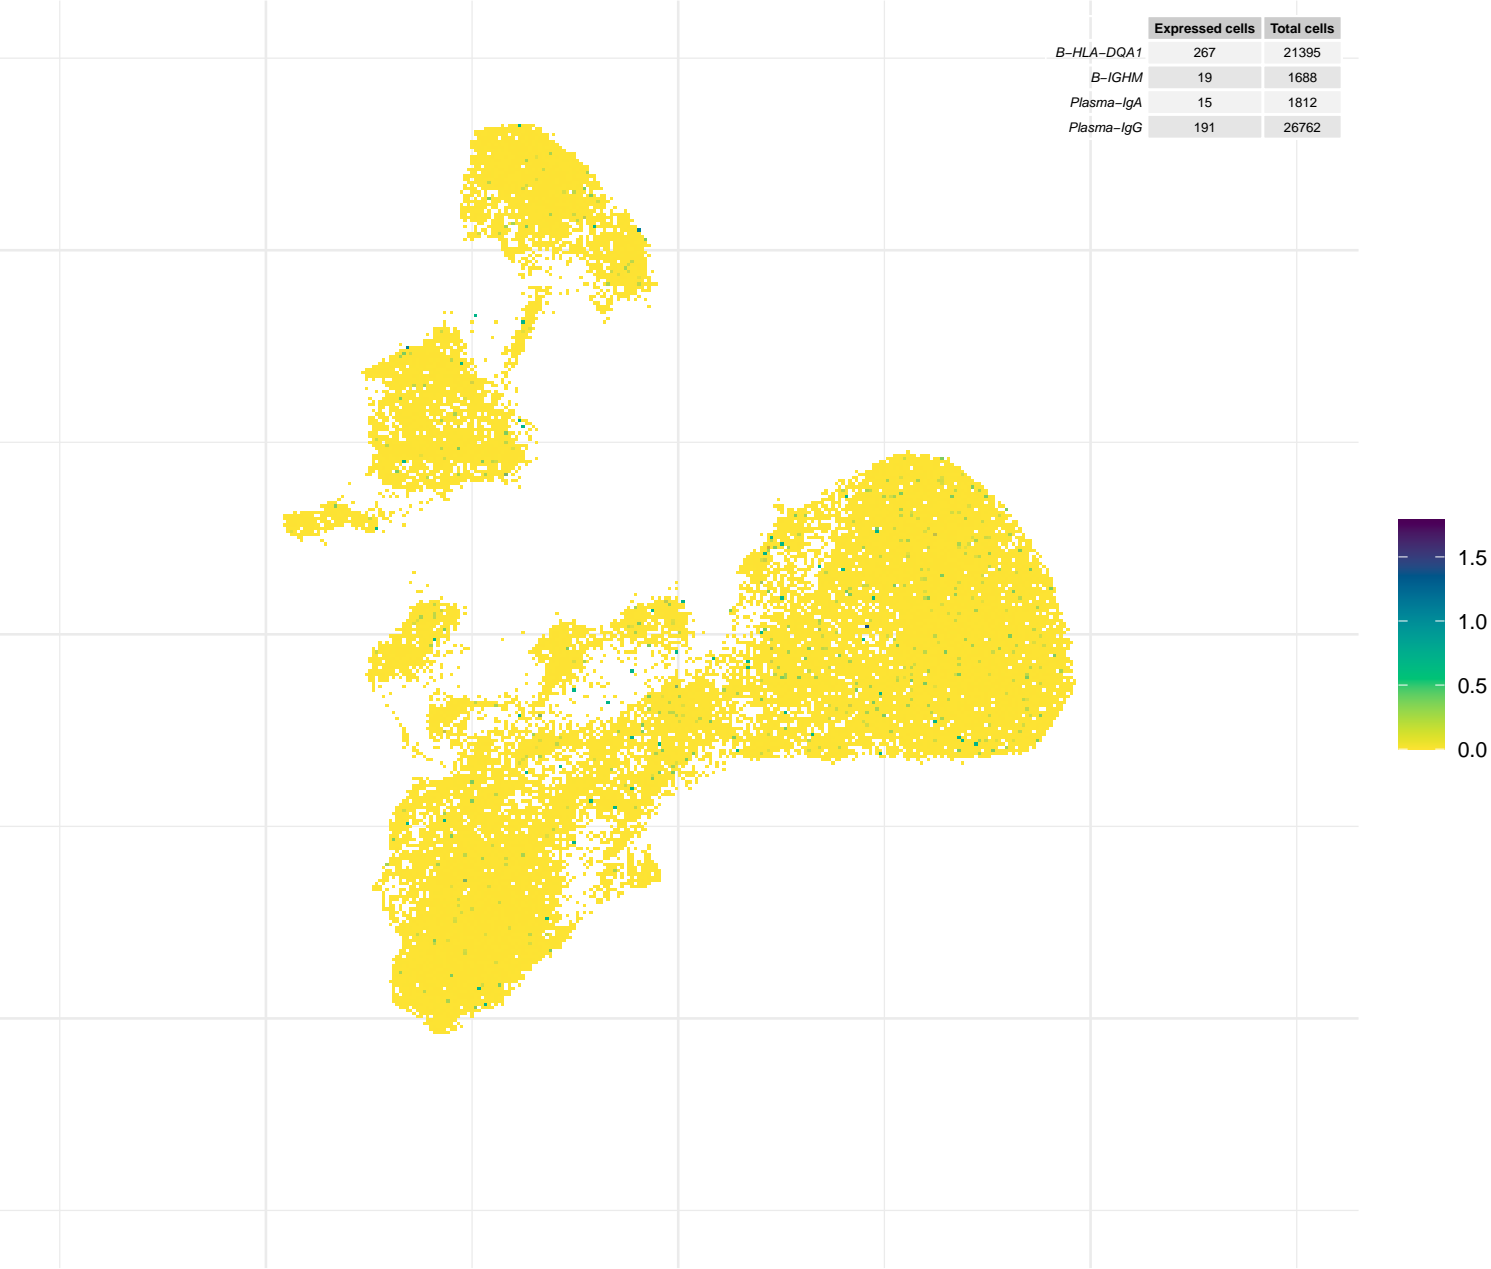 Expressed cells Total cells
B−HLA−DQA1 267 21395
B−IGHM 19 1688
Plasma−IgA 15 1812
Plasma−IgG 191 26762
1.5
1.0
0.5
0.0